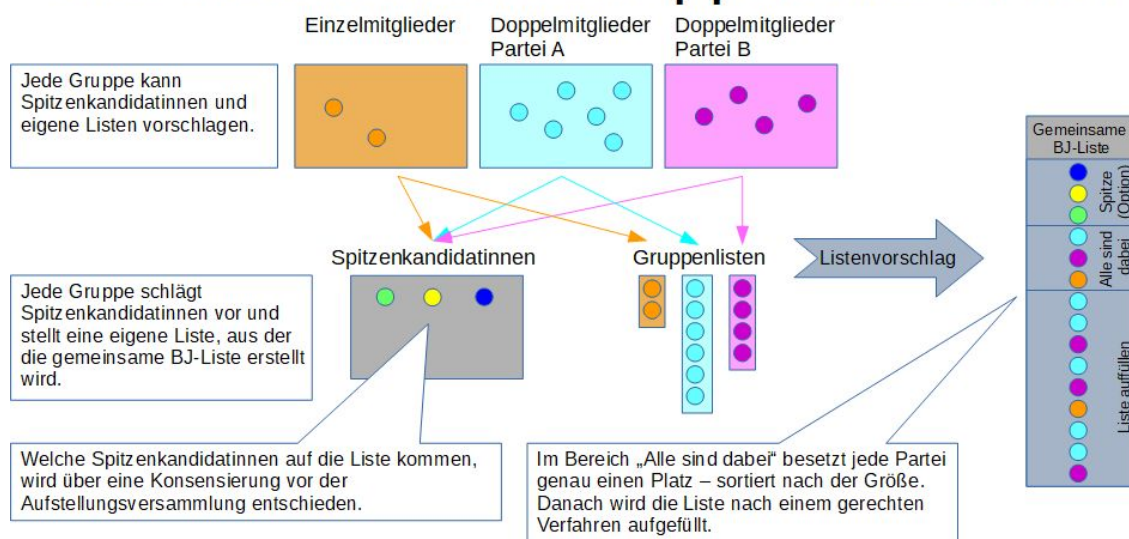 Einzelmitglieder
Doppelmitglieder
Partei A
Doppelmitglieder
Partei B
Jede Gruppe kann
Spitzenkandidatinnen und
eigene Listen vorschlagen.
Gemeinsame
BJ-Liste
Spitze
(Option)
Alle sind
dabei
Liste auffüllen
Spitzenkandidatinnen
Gruppenlisten
Listenvorschlag
Jede Gruppe schlägt
Spitzenkandidatinnen vor und
stellt eine eigene Liste, aus der
die gemeinsame BJ-Liste erstellt
wird.
Welche Spitzenkandidatinnen auf die Liste kommen,
wird über eine Konsensierung vor der
Aufstellungsversammlung entschieden.
Im Bereich „Alle sind dabei“ besetzt jede Partei
genau einen Platz – sortiert nach der Größe.
Danach wird die Liste nach einem gerechten
Verfahren aufgefüllt.